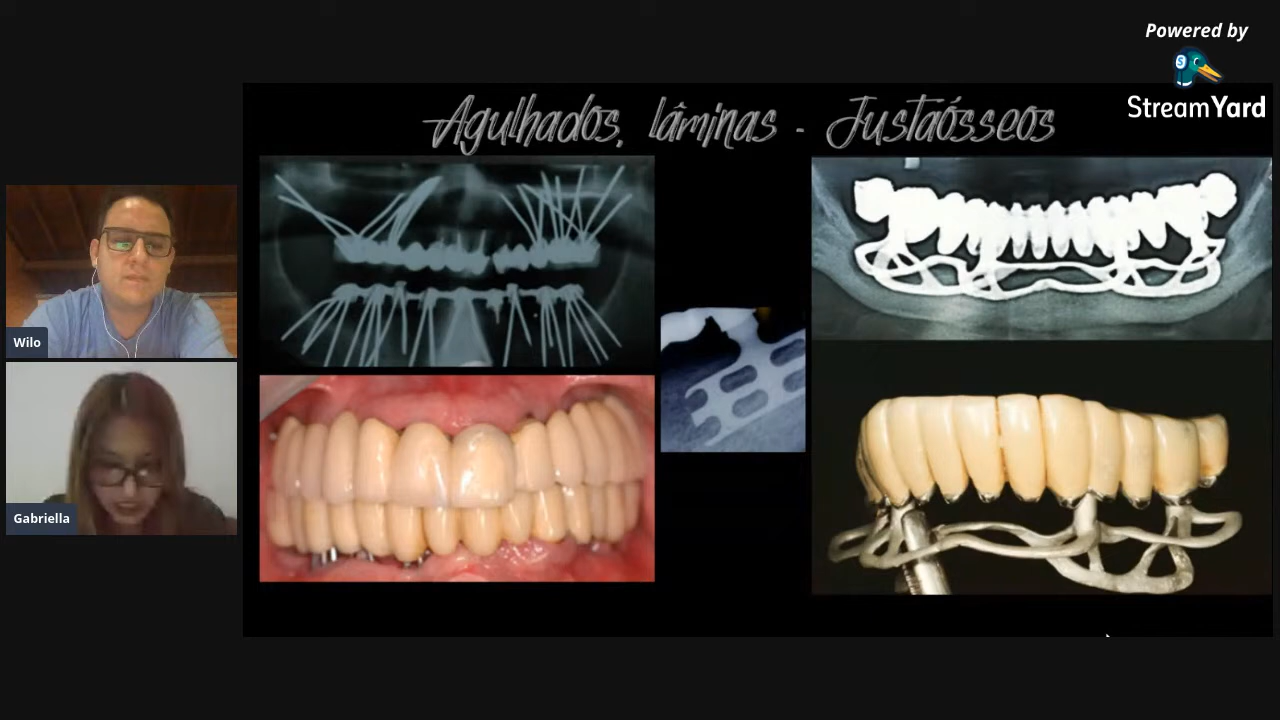 Powered by
StreamYard
Agulhados, lâminas - Justaósseos
Wilo
Gabriella